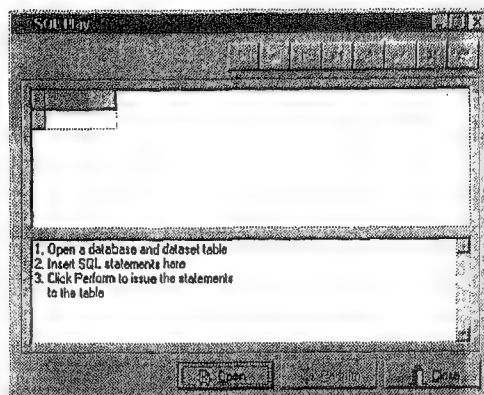 SQL Play
1. Open a database and dataset table
2. Insert SQL statements here
3. Click Perform to issue the statements
to the table
Open
Close